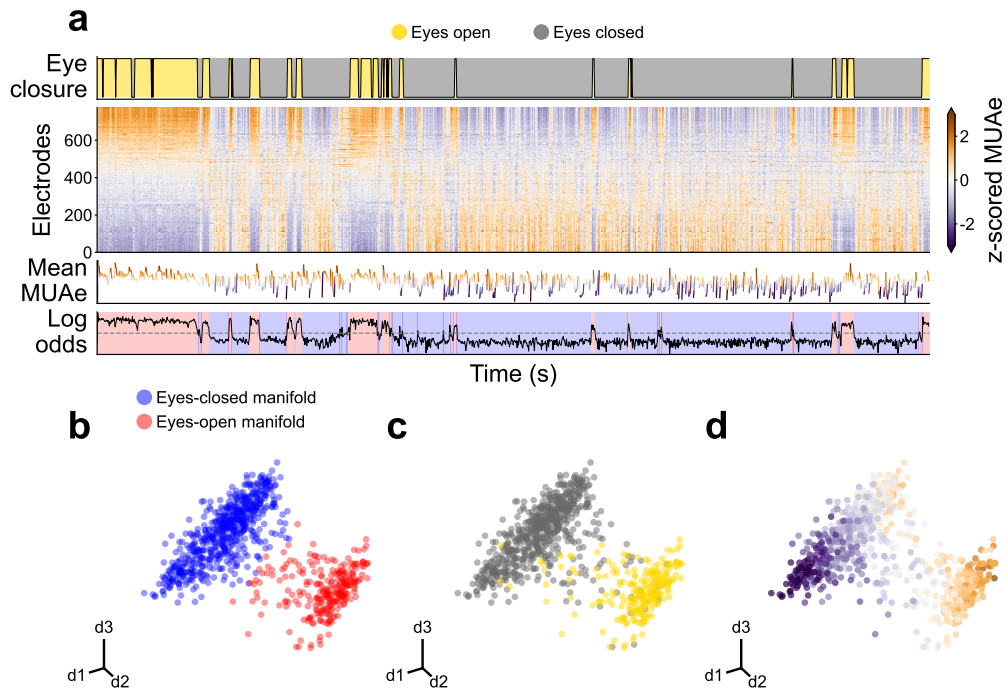 a
Eyes open Eyes closed
Eye
closure
Electrodes
600
400
200
0
2
0
−2
z-scored MUAe
Mean
MUAe
Log
odds
Time (s)
Eyes-closed manifold
Eyes-open manifold
b c d
d3 d3 d3
d1 d2 d1 d2 d1 d2